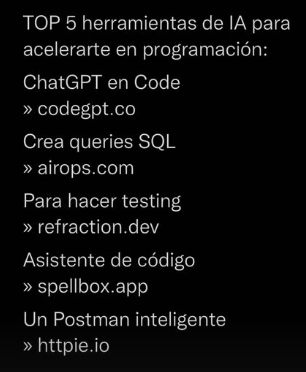 TOP 5 herramientas de IA para
acelerarte en programación:
ChatGPT en Code
» codegpt.co
Crea queries SQL
» airops.com
Para hacer testing
» refraction.dev
Asistente de código
» spellbox.app
Un Postman inteligente
» httpie.io